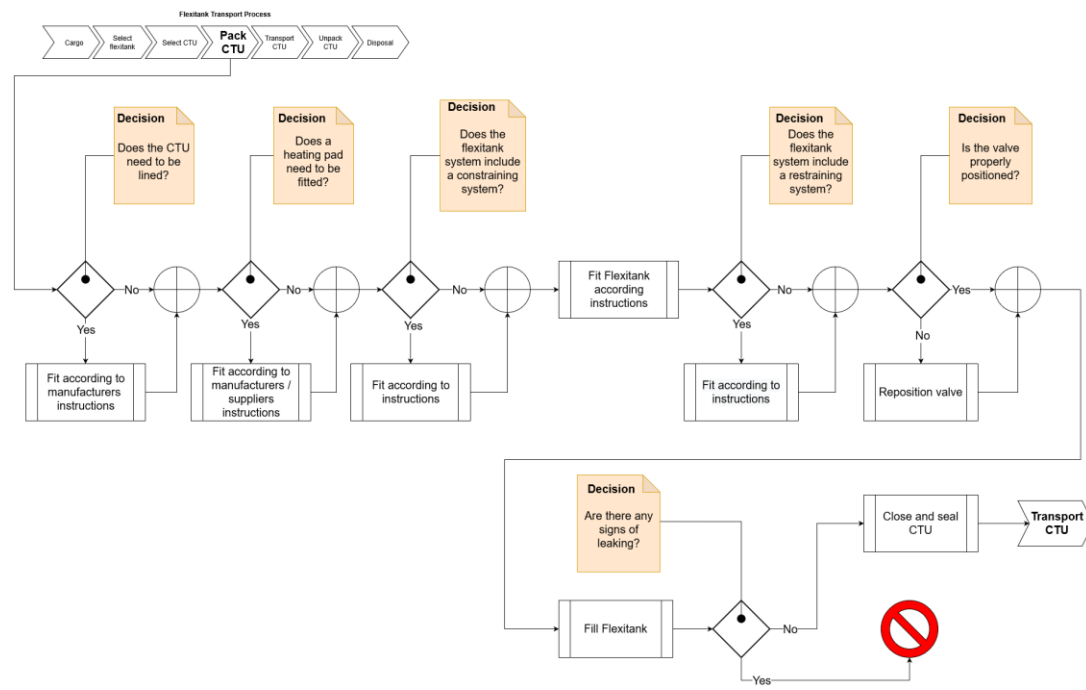 Flexitank Transport Process
Cargo
Select
flexitank
Select CTU
Pack
CTU
Transport
CTU
Unpack
CTU
Disposal
Decision
Does the CTU
need to be
lined?
Decision
Does a
heating pad
need to be
fitted?
Decision
Does the
flexitank
system include
a constraining
system?
Decision
Does the
flexitank
system include
a restraining
system?
Decision
Is the valve
properly
positioned?
No
Yes
Fit according to
manufacturers
instructions
No
Yes
Fit according to
manufacturers /
suppliers
instructions
No
Yes
Fit according to
instructions
Fit Flexitank
according
instructions
No
Yes
Fit according to
instructions
Yes
No
Reposition valve
Decision
Are there any
signs of
leaking?
Fill Flexitank
No
Yes
Close and seal
CTU
Transport
CTU